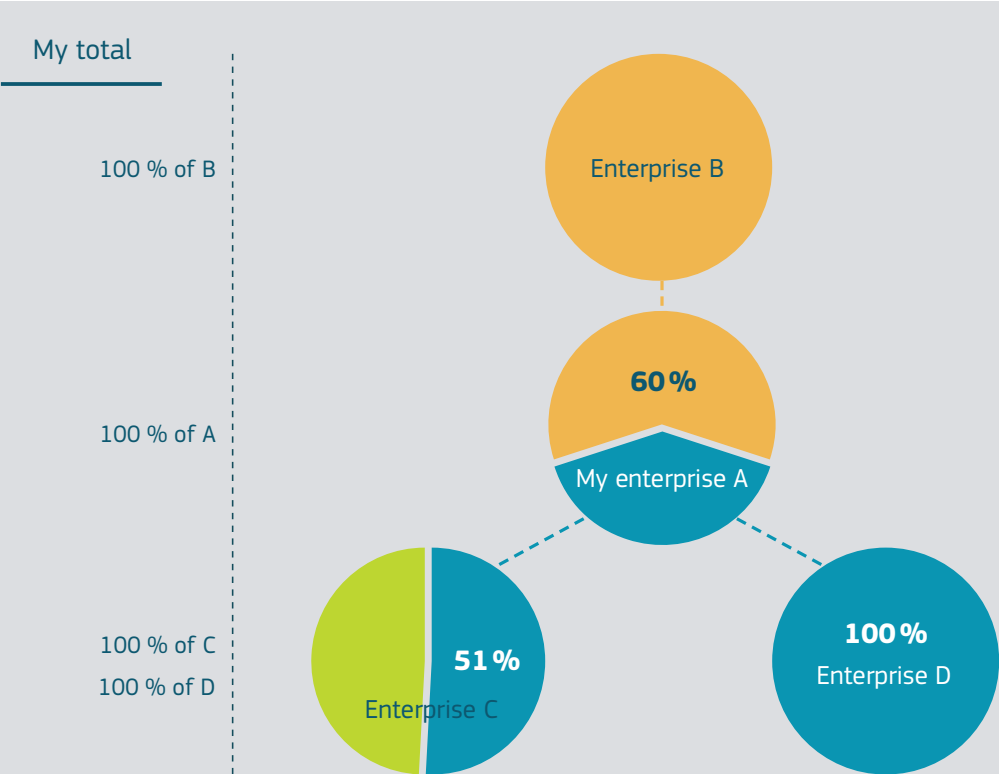 My total
100 % of B
Enterprise B
60 %
100 % of A
My enterprise A
100 % of C
100 % of D
51 %
Enterprise C
100 %
Enterprise D